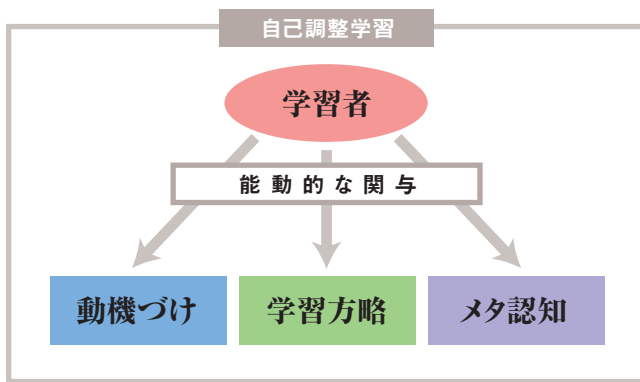 自己調整学習
学習者
能動的な関与
動機づけ
学習方略
メタ認知